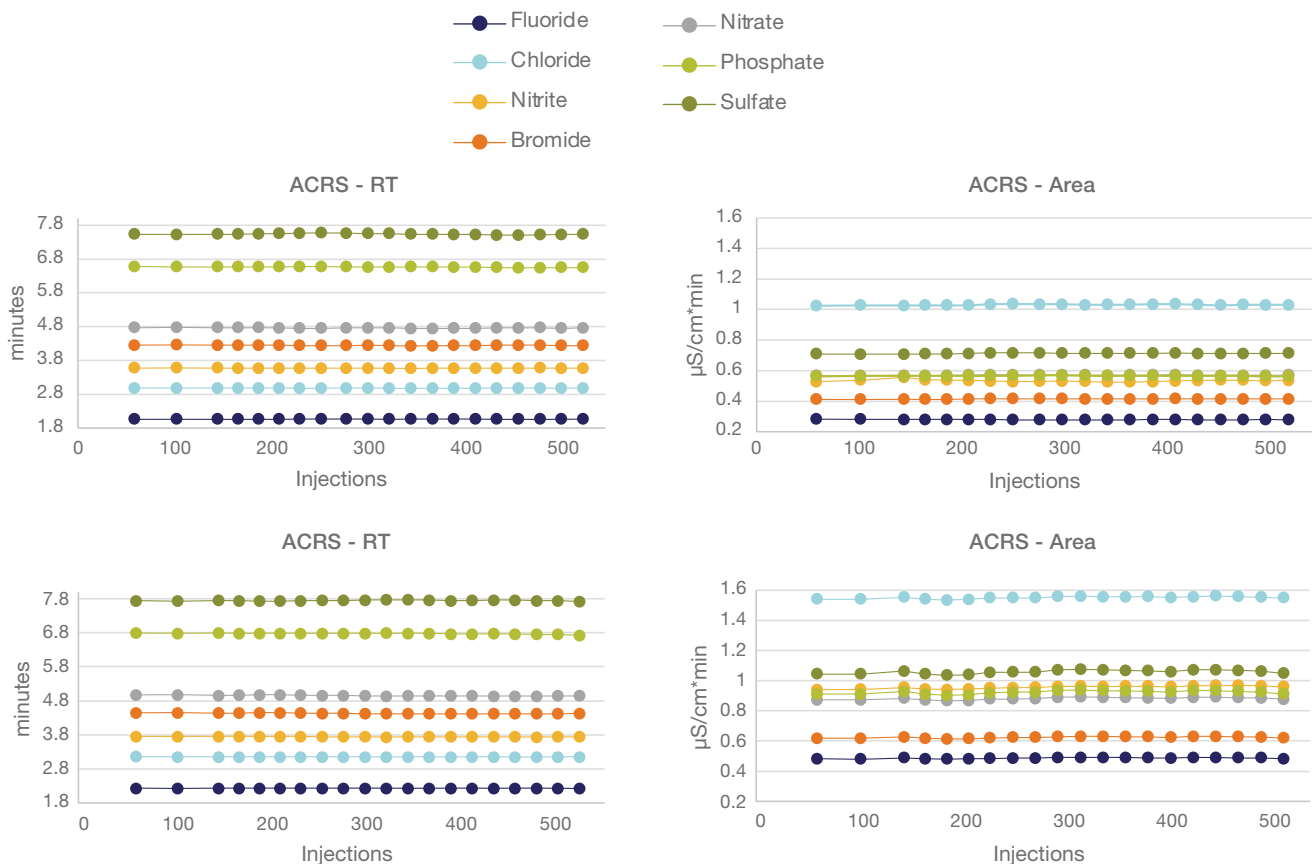 Fluoride
Chloride
Nitrite
Bromide
Nitrate
Phosphate
Sulfate
ACRS - RT
minutes
7.8
6.8
5.8
4.8
3.8
2.8
1.8
0 100 200 300 400 500
Injections
ACRS - Area
µS/cm*min
1.6
1.4
1.2
1
0.8
0.6
0.4
0.2
0 100 200 300 400 500
Injections
ACRS - RT
minutes
7.8
6.8
5.8
4.8
3.8
2.8
1.8
0 100 200 300 400 500
Injections
ACRS - Area
µS/cm*min
1.6
1.4
1.2
1
0.8
0.6
0.4
0.2
0 100 200 300 400 500
Injections